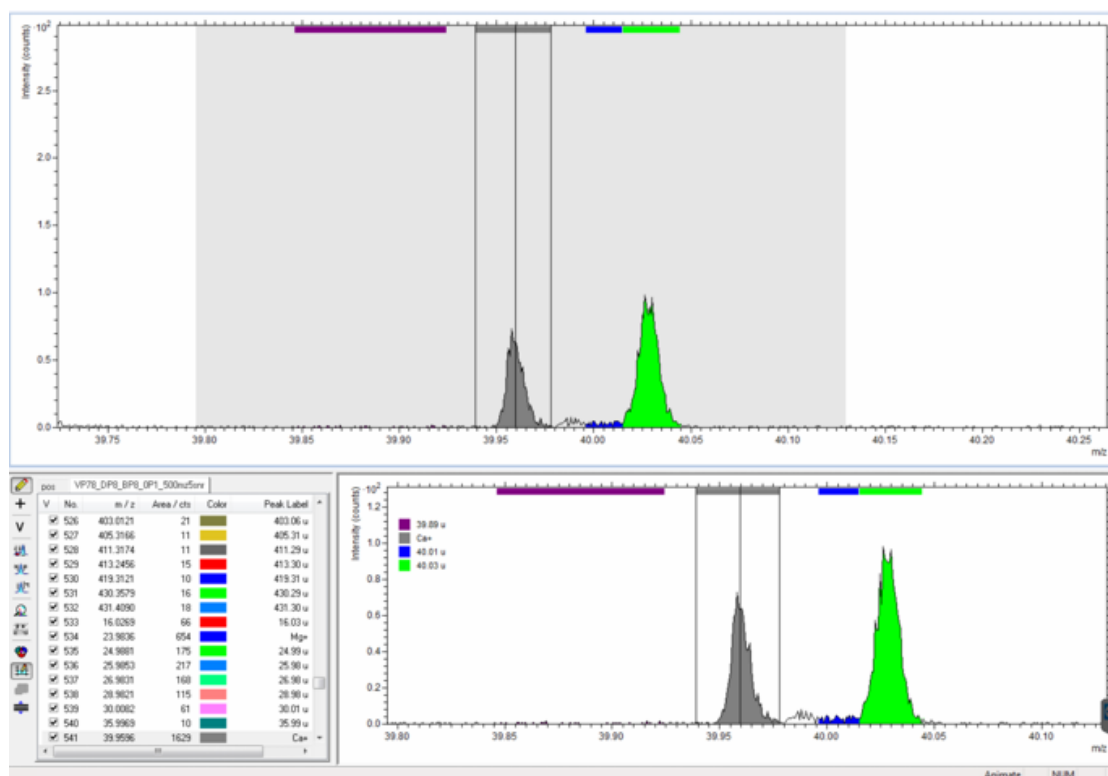 ×10²
Intensity (counts)
2.5
2.0
1.5
1.0
0.5
0.0
39.75 39.80 39.85 39.90 39.95 40.00 40.05 40.10 40.15 40.20 40.25
m/z
pos VP78_DP8_BP8_0P1_500mz5snr
V No. m / z Area / cts Color Peak Label
526 403.0121 21 403.06 u
527 405.3166 11 405.31 u
528 411.3174 11 411.29 u
529 413.2456 15 413.30 u
530 419.3121 10 419.31 u
531 430.3579 16 430.29 u
532 431.4090 18 431.30 u
533 16.0269 66 16.03 u
534 23.9836 654 Mg+
535 24.9881 175 24.99 u
536 25.9853 217 25.98 u
537 26.9831 168 26.98 u
538 28.9821 115 28.98 u
539 30.0082 61 30.01 u
540 35.9969 10 35.99 u
541 39.9596 1629 Ca+
×10²
Intensity (counts)
1.2
1.0
0.8
0.6
0.4
0.2
0.0
39.89 u
Ca+
40.01 u
40.03 u
39.80 39.85 39.90 39.95 40.00 40.05 40.10
m/z
Animate NUM